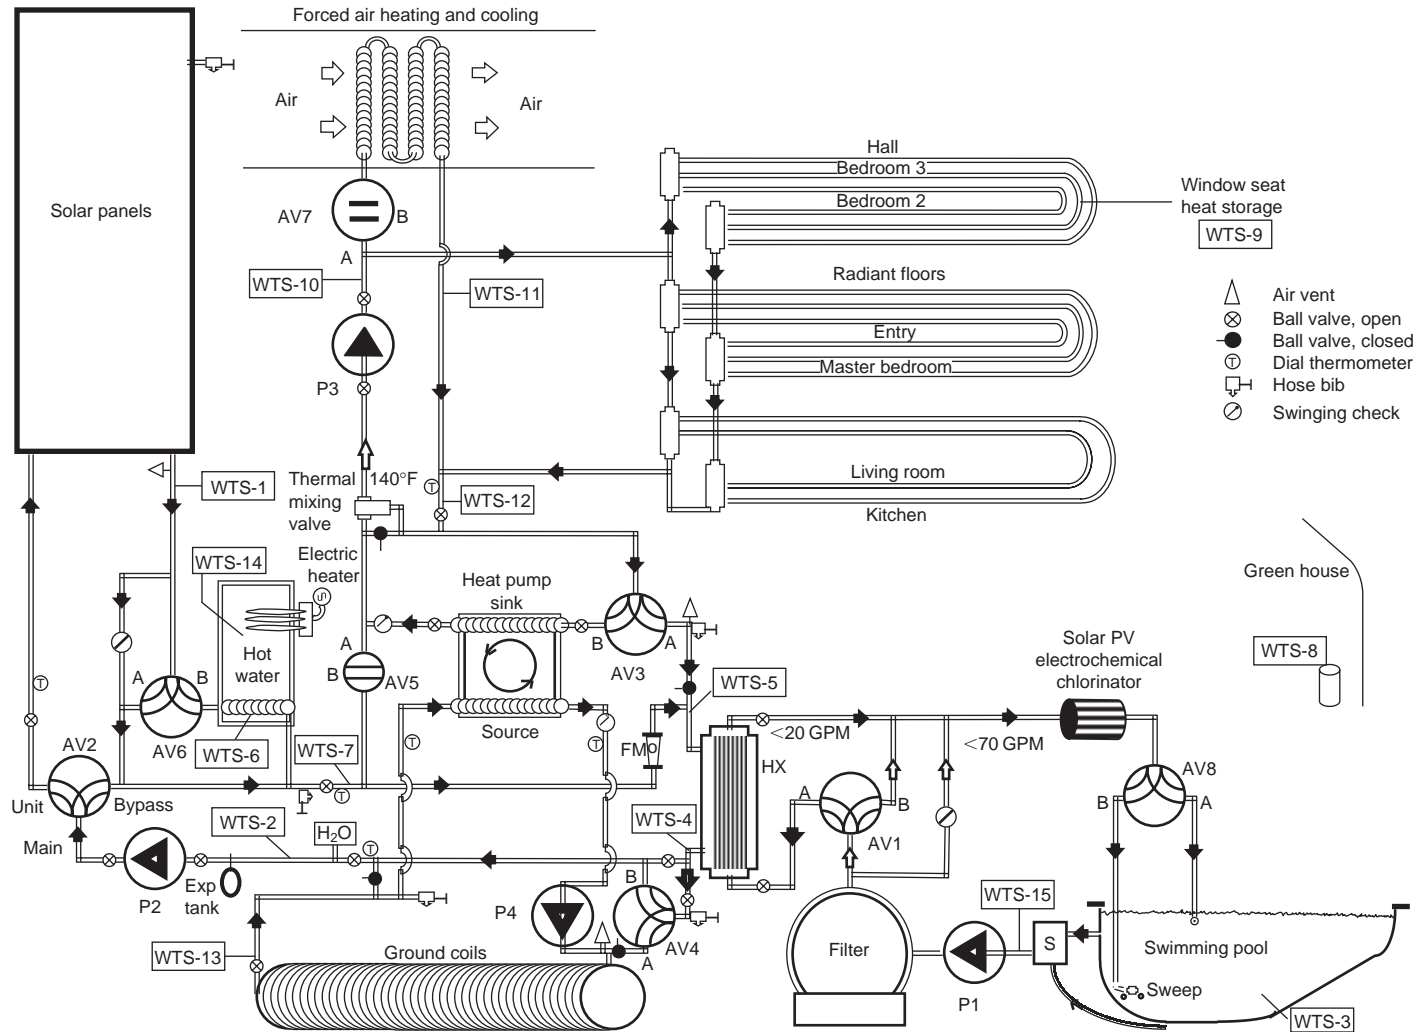 Forced air heating and cooling
Air
Air
Solar panels
AV7
B
A
WTS-10
WTS-11
P3
Hall
Bedroom 3
Bedroom 2
Window seat
heat storage
WTS-9
Radiant floors
Entry
Master bedroom
Living room
Kitchen
Air vent
Ball valve, open
Ball valve, closed
T
Dial thermometer
Hose bib
Swinging check
WTS-1
Thermal
mixing
valve
140°F
T
WTS-12
WTS-14
Electric
heater
Heat pump
sink
Green house
WTS-8
Solar PV
electrochemical
chlorinator
A
B
Hot
water
A
B
AV5
B
A
AV3
WTS-5
T
AV6
WTS-6
WTS-7
T
Source
T
T
FM
HX
<20 GPM
<70 GPM
AV2
Unit
Bypass
Main
A
B
AV1
AV8
B
A
WTS-2
H2O
T
WTS-4
P2
Exp
tank
P4
B
AV4
A
WTS-13
Ground coils
Filter
WTS-15
P1
S
Swimming pool
Sweep
WTS-3